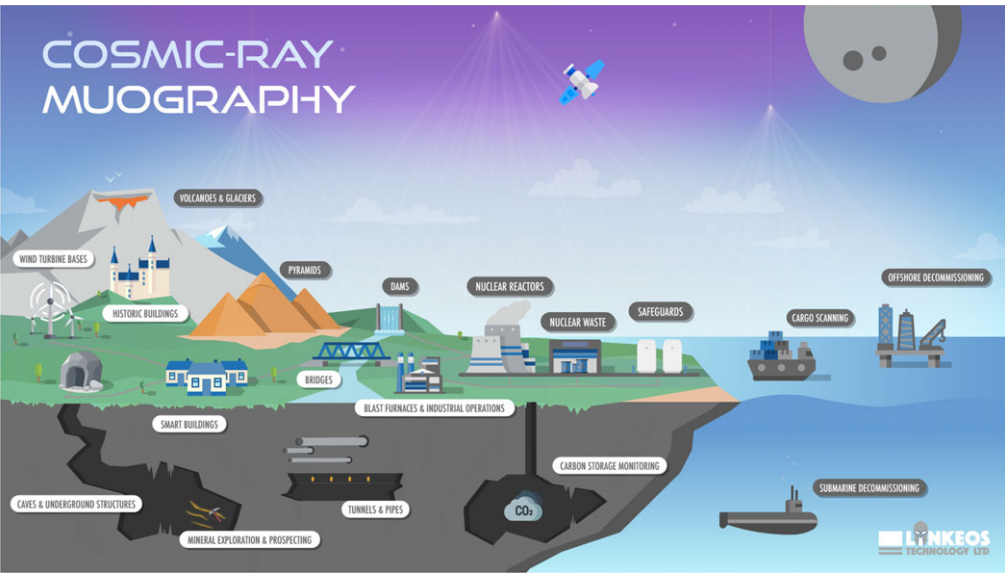 COSMIC-RAY
MUOGRAPHY
VOLCANOES & GLACIERS
WIND TURBINE BASES
PYRAMIDS
DAMS
NUCLEAR REACTORS
OFFSHORE DECOMMISSIONING
HISTORIC BUILDINGS
NUCLEAR WASTE
SAFEGUARDS
CARGO SCANNING
BRIDGES
BLAST FURNACES & INDUSTRIAL OPERATIONS
SMART BUILDINGS
CARBON STORAGE MONITORING
CAVES & UNDERGROUND STRUCTURES
TUNNELS & PIPES
CO₂
SUBMARINE DECOMMISSIONING
MINERAL EXPLORATION & PROSPECTING
LYNKEOS
TECHNOLOGY LTD